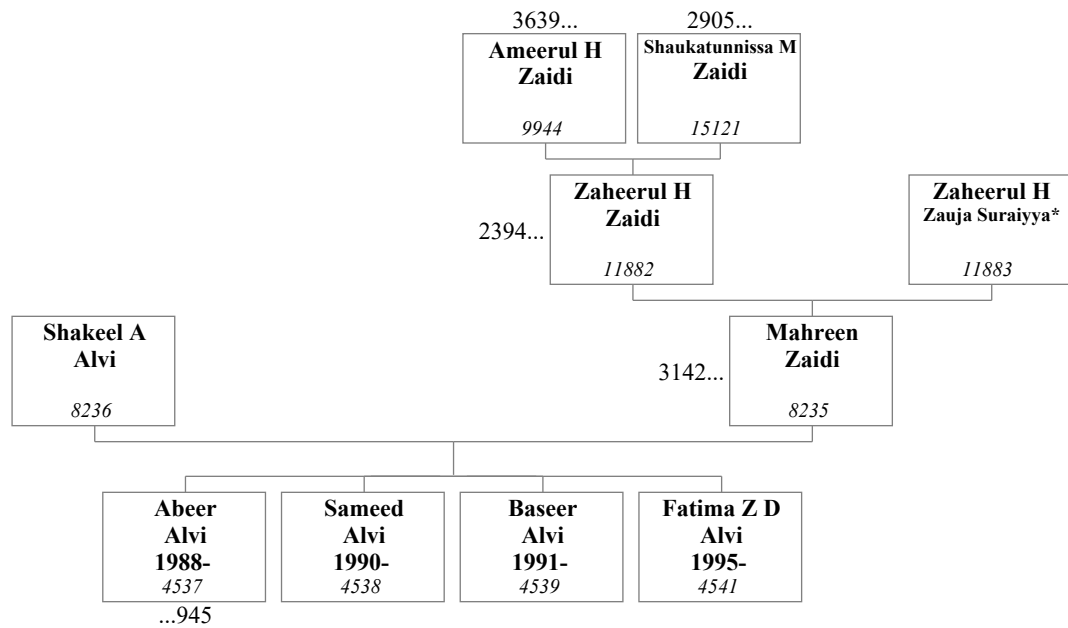 3639...
2905...
Ameerul H
Zaidi
9944
Shaukatunnissa M
Zaidi
15121
Zaheerul H
Zaidi
11882
2394...
Zaheerul H
Zauja Suraiyya*
11883
Shakeel A
Alvi
8236
Mahreen
Zaidi
8235
3142...
Abeer
Alvi
1988-
4537
...945
Sameed
Alvi
1990-
4538
Baseer
Alvi
1991-
4539
Fatima Z D
Alvi
1995-
4541